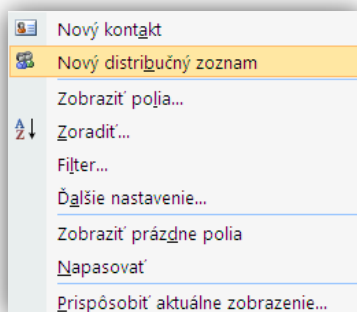 Nový kontakt
Nový distribučný zoznam
Zobraziť polia...
Zoradiť...
Filter...
Ďalšie nastavenie...
Zobraziť prázdne polia
Napasovať
Prispôsobiť aktuálne zobrazenie...